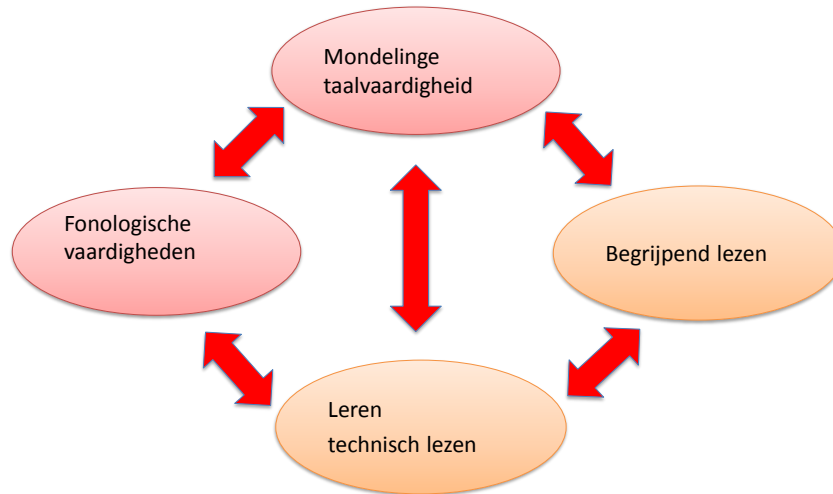 Mondelinge
taalvaardigheid
Fonologische
vaardigheden
Begrijpend lezen
Leren
technisch lezen